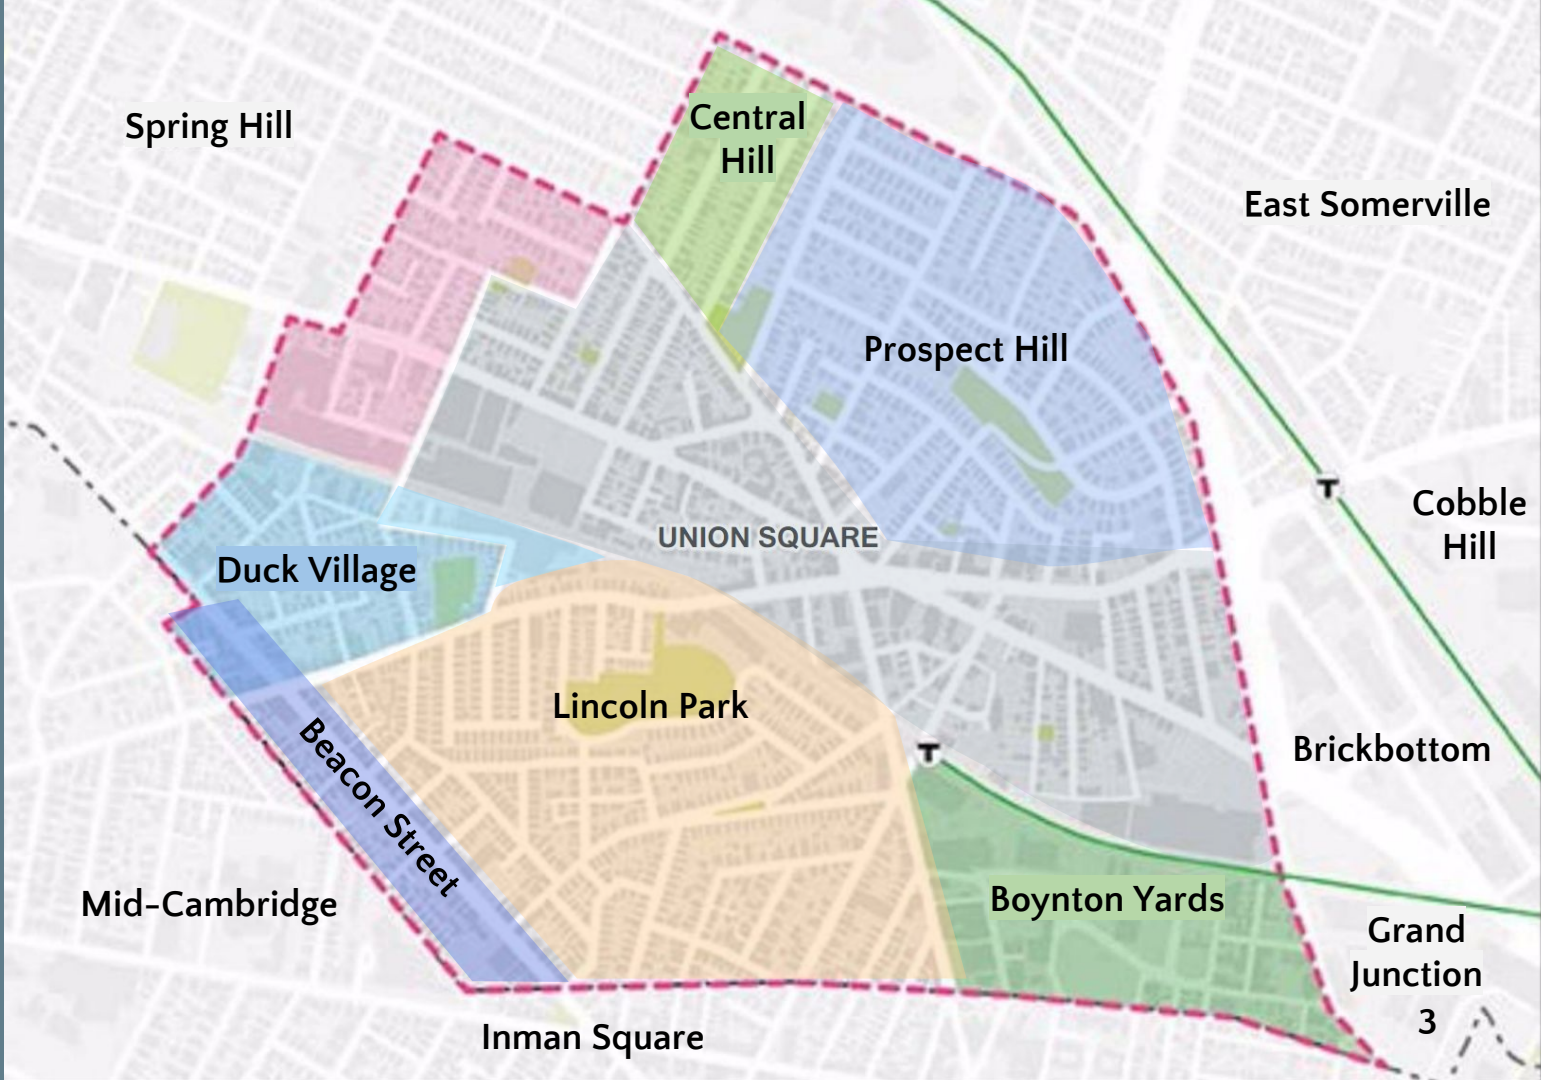 Spring Hill
Central
Hill
East Somerville
Prospect Hill
Cobble
Hill
T
UNION SQUARE
Duck Village
Lincoln Park
T
Brickbottom
Beacon Street
Mid-Cambridge
Boynton Yards
Grand
Junction
3
Inman Square